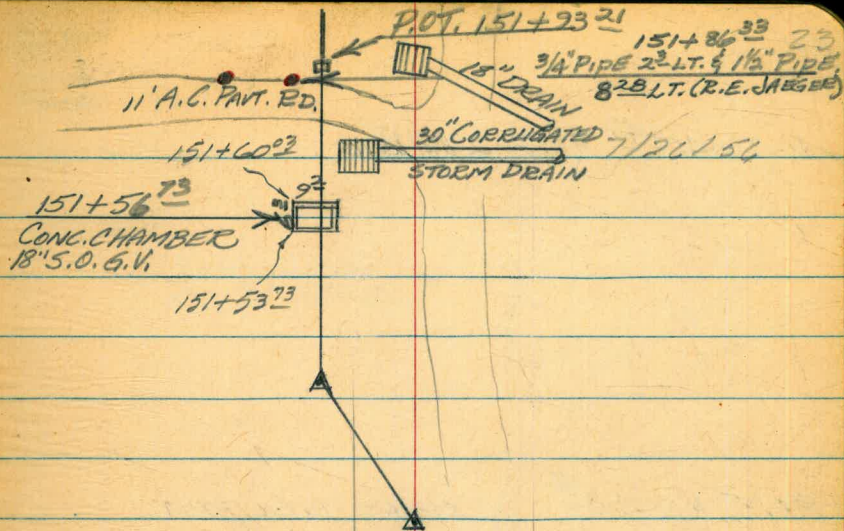 P.O.T. 151+93 21
151+86 33 23
3/4" PIPE 2 3 LT. & 1 1/2" PIPE,
8 28 LT. (R.E. JAEGEE)
18" DRAIN
11' A.C. PAVT. RD.
30" CORRUGATED
STORM DRAIN
7/26/56
151+60 03
9 2
151+56 73
CONC. CHAMBER
18" S.O.G.V.
151+53 73